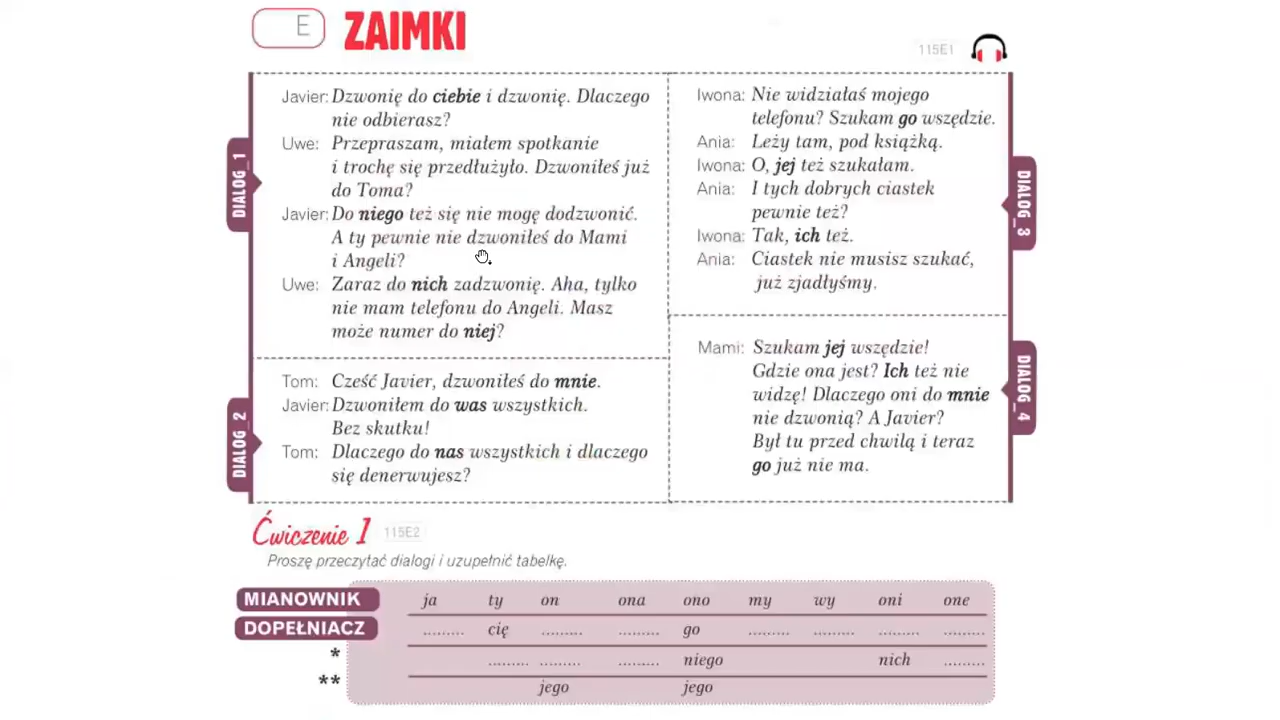 E ZAIMKI
115E1
DIALOG_1
Javier: Dzwonię do ciebie i dzwonię. Dlaczego
nie odbierasz?
Uwe: Przepraszam, miałem spotkanie
i trochę się przedłużyło. Dzwoniłeś już
do Toma?
Javier: Do niego też się nie mogę dodzwonić.
A ty pewnie nie dzwoniłeś do Mami
i Angeli?
Uwe: Zaraz do nich zadzwonię. Aha, tylko
nie mam telefonu do Angeli. Masz
może numer do niej?
DIALOG_2
Tom: Cześć Javier, dzwoniłeś do mnie.
Javier: Dzwoniłem do was wszystkich.
Bez skutku!
Tom: Dlaczego do nas wszystkich i dlaczego
się denerwujesz?
DIALOG_3
Iwona: Nie widziałaś mojego
telefonu? Szukam go wszędzie.
Ania: Leży tam, pod książką.
Iwona: O, jej też szukałam.
Ania: I tych dobrych ciastek
pewnie też?
Iwona: Tak, ich też.
Ania: Ciastek nie musisz szukać,
już zjadłyśmy.
DIALOG_4
Mami: Szukam jej wszędzie!
Gdzie ona jest? Ich też nie
widzę! Dlaczego oni do mnie
nie dzwonią? A Javier?
Był tu przed chwilą i teraz
go już nie ma.
Ćwiczenie 1 115E2
Proszę przeczytać dialogi i uzupełnić tabelkę.
MIANOWNIK ja ty on ona ono my wy oni one
DOPEŁNIACZ ......... cię ......... ......... go ......... ......... ......... .........
* ......... ......... ......... niego nich .........
** jego jego